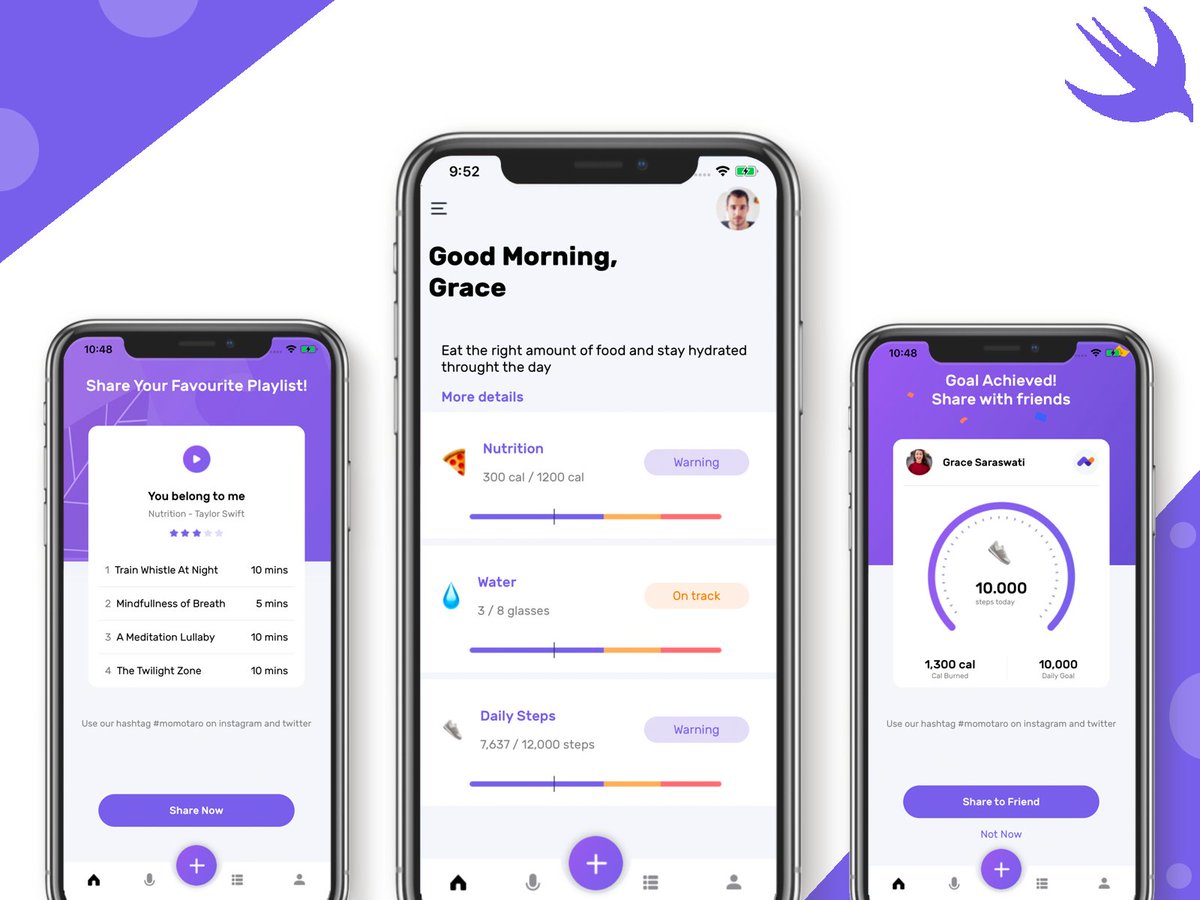 10:48
Share Your Favourite Playlist!
You belong to me
Nutrition - Taylor Swift
1 Train Whistle At Night 10 mins
2 Mindfullness of Breath 5 mins
3 A Meditation Lullaby 10 mins
4 The Twilight Zone 10 mins
Use our hashtag #momotaro on instagram and twitter
Share Now
9:52
Good Morning,
Grace
Eat the right amount of food and stay hydrated
throught the day
More details
Nutrition
Warning
300 cal / 1200 cal
Water
On track
3 / 8 glasses
Daily Steps
Warning
7,637 / 12,000 steps
10:48
Goal Achieved!
Share with friends
Grace Saraswati
10.000
steps today
1,300 cal 10,000
Cal Burned Daily Goal
Use our hashtag #momotaro on instagram and twitter
Share to Friend
Not Now